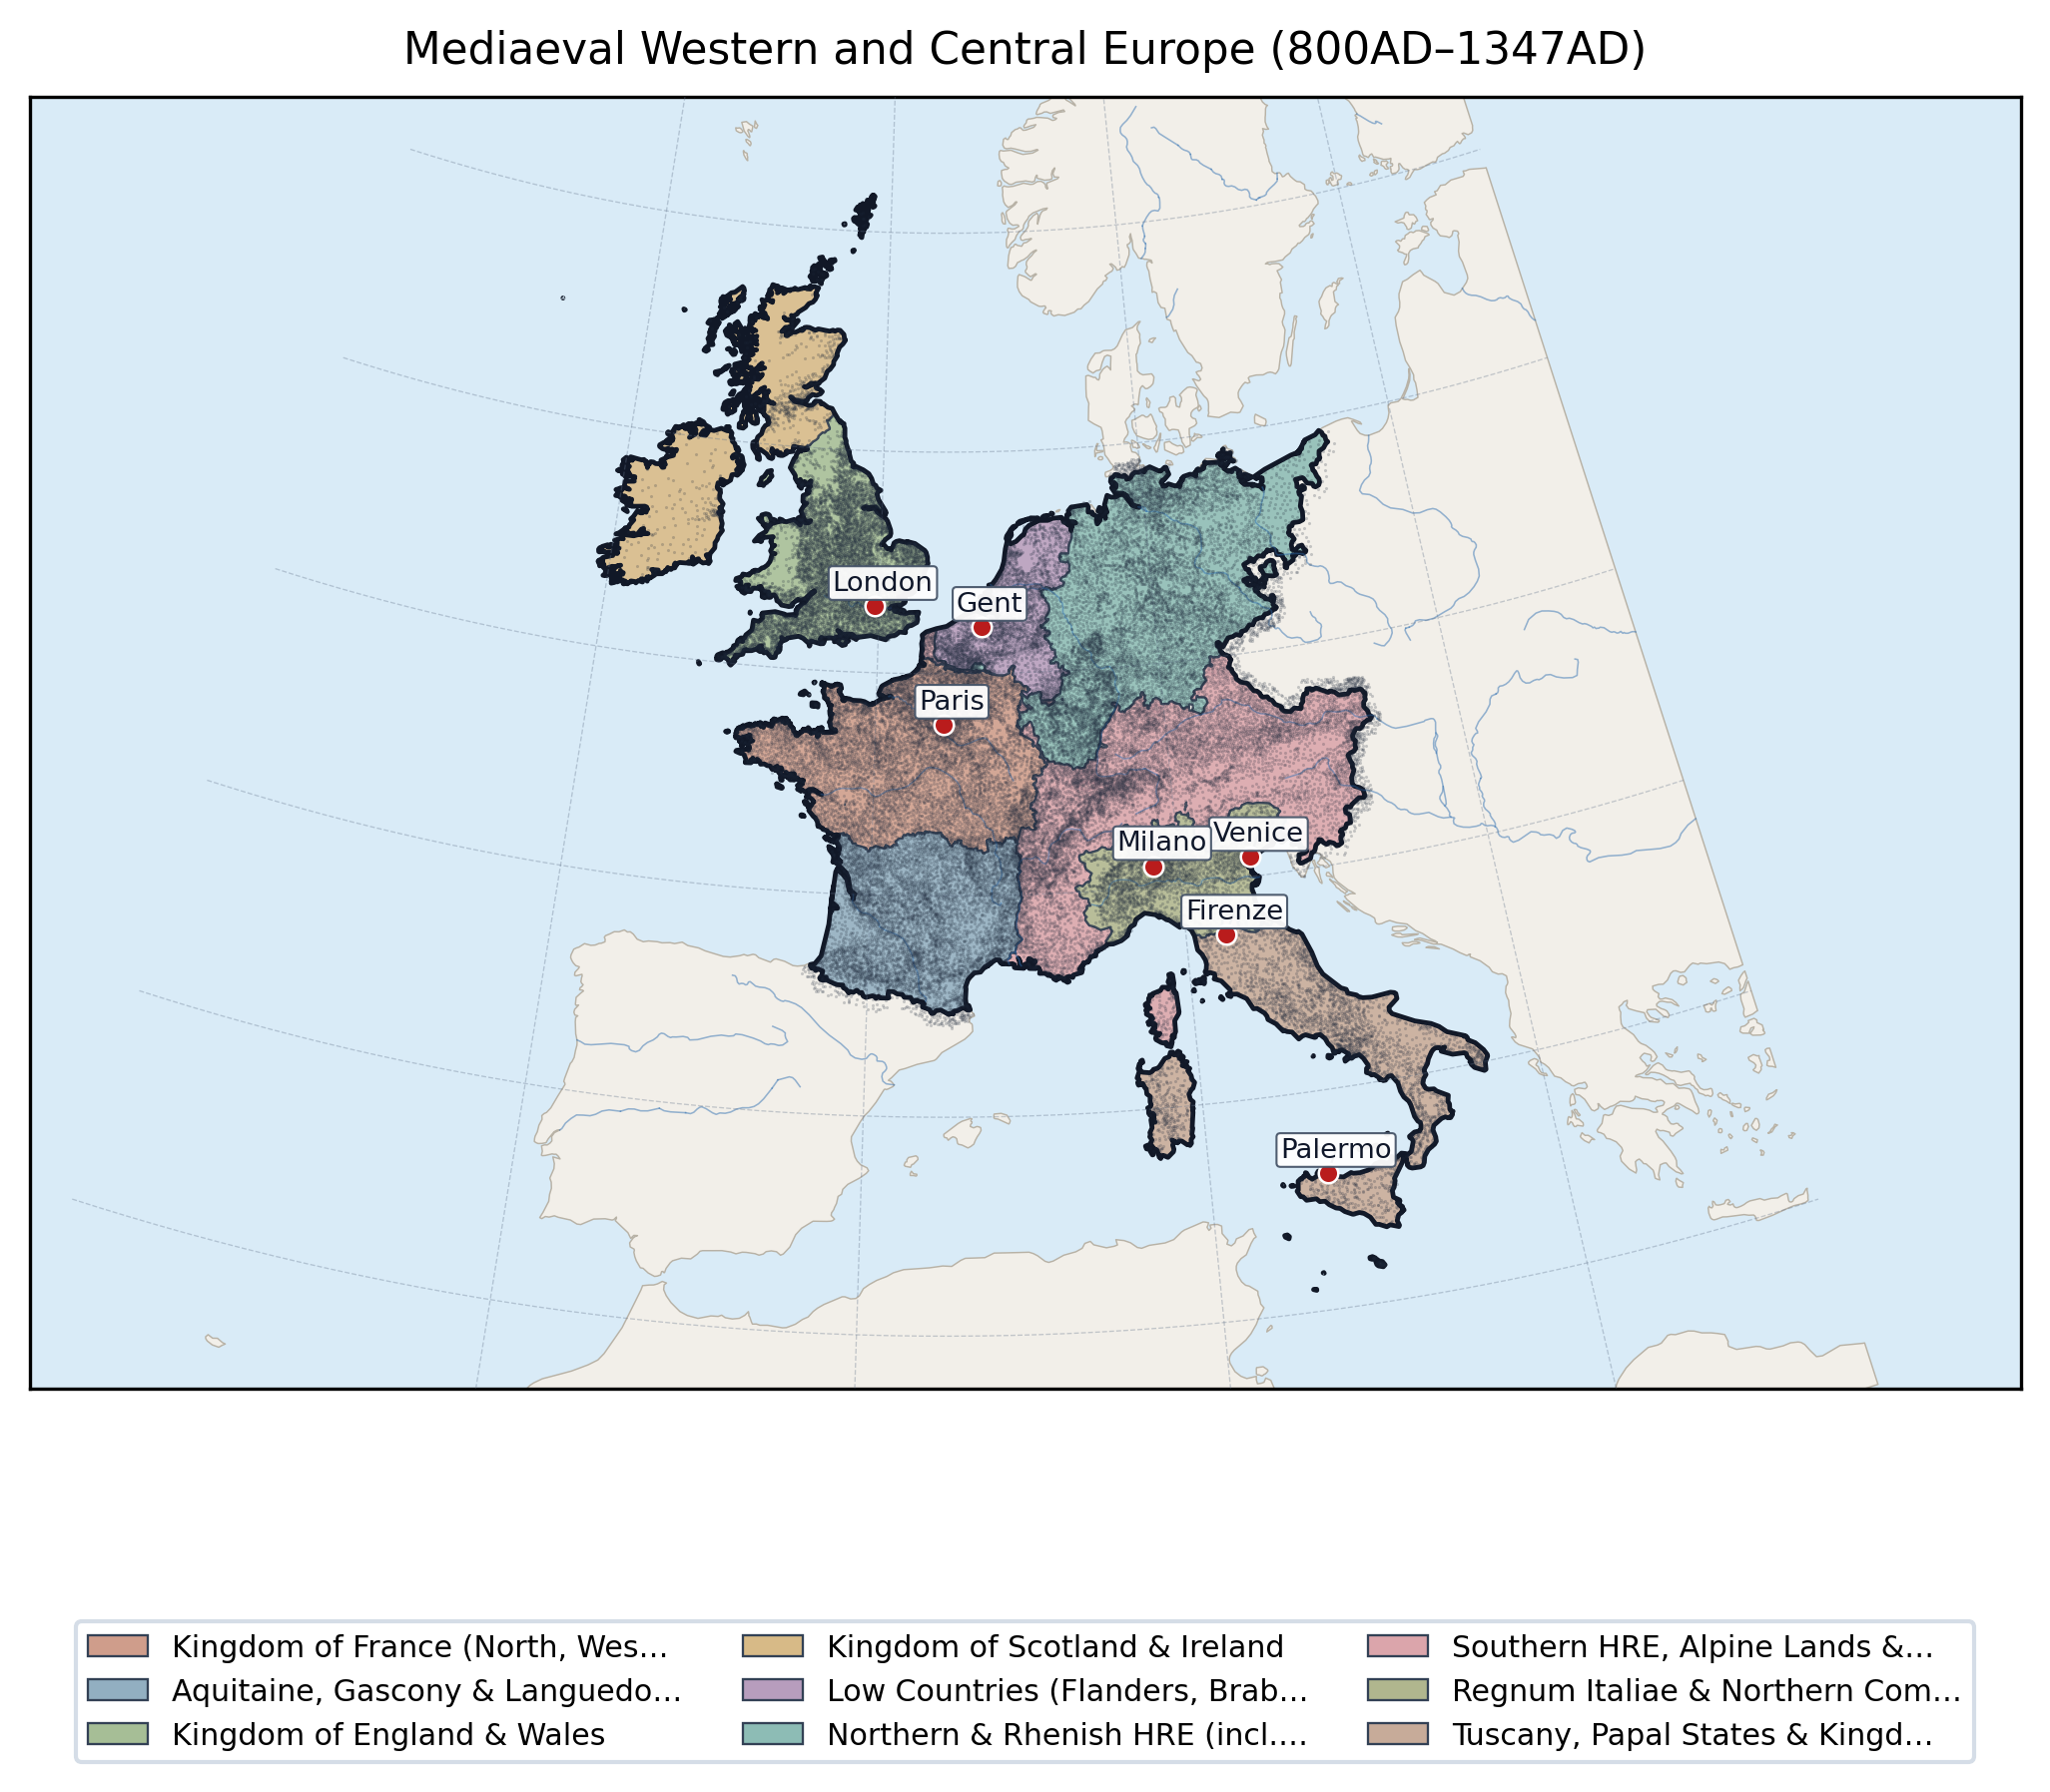 Mediaeval Western and Central Europe (800AD–1347AD)
London
Gent
Paris
Milano
Venice
Firenze
Palermo
Kingdom of France (North, Wes...
Aquitaine, Gascony & Languedo...
Kingdom of England & Wales
Kingdom of Scotland & Ireland
Low Countries (Flanders, Brab...
Northern & Rhenish HRE (incl....
Southern HRE, Alpine Lands &...
Regnum Italiae & Northern Com...
Tuscany, Papal States & Kingd...